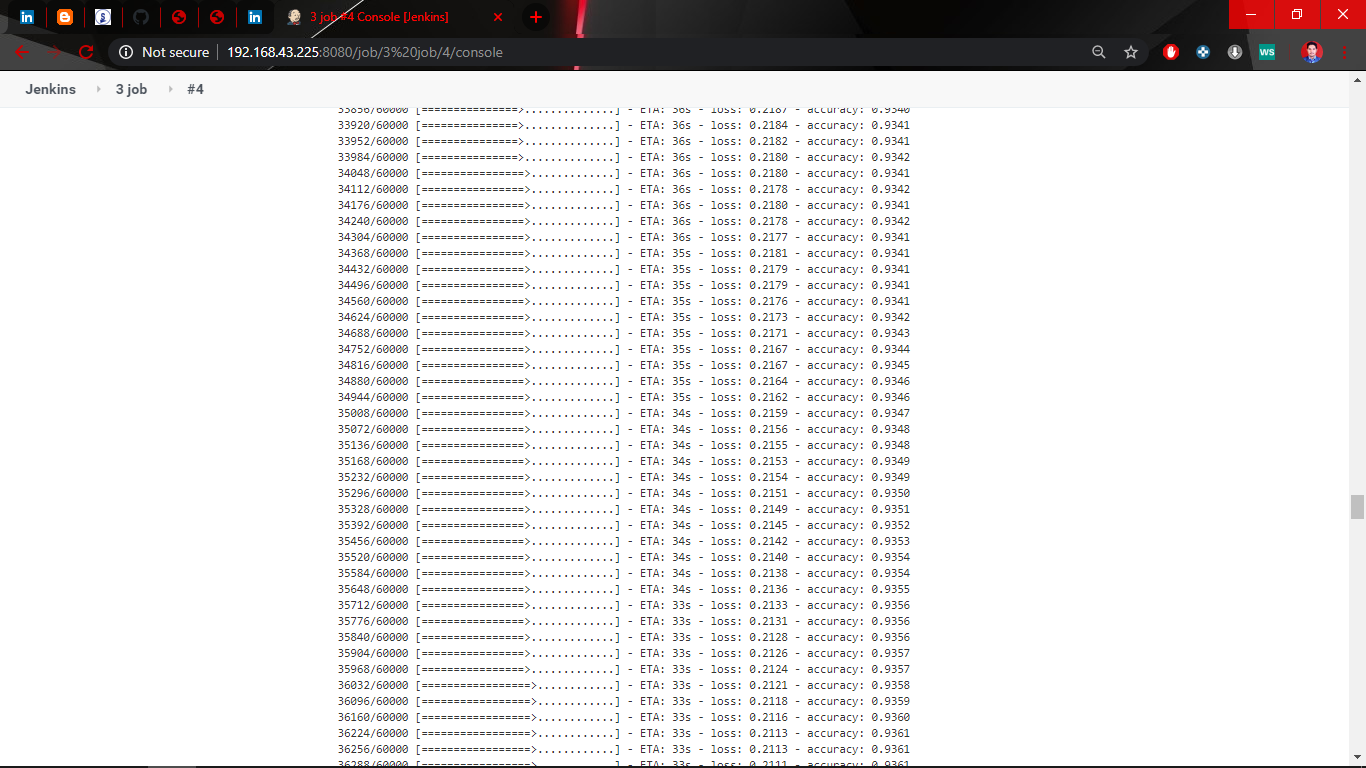 3 job #4 Console [Jenkins]
Not secure 192.168.43.225:8080/job/3%20job/4/console
WS
Jenkins 3 job #4
33856/60000 [================>..............] - ETA: 36s - loss: 0.2187 - accuracy: 0.9340
33920/60000 [===============>..............] - ETA: 36s - loss: 0.2184 - accuracy: 0.9341
33952/60000 [===============>..............] - ETA: 36s - loss: 0.2182 - accuracy: 0.9341
33984/60000 [===============>..............] - ETA: 36s - loss: 0.2180 - accuracy: 0.9342
34048/60000 [================>.............] - ETA: 36s - loss: 0.2180 - accuracy: 0.9341
34112/60000 [================>.............] - ETA: 36s - loss: 0.2178 - accuracy: 0.9342
34176/60000 [================>.............] - ETA: 36s - loss: 0.2180 - accuracy: 0.9341
34240/60000 [================>.............] - ETA: 36s - loss: 0.2178 - accuracy: 0.9342
34304/60000 [================>.............] - ETA: 36s - loss: 0.2177 - accuracy: 0.9341
34368/60000 [================>.............] - ETA: 35s - loss: 0.2181 - accuracy: 0.9341
34432/60000 [================>.............] - ETA: 35s - loss: 0.2179 - accuracy: 0.9341
34496/60000 [================>.............] - ETA: 35s - loss: 0.2179 - accuracy: 0.9341
34560/60000 [================>.............] - ETA: 35s - loss: 0.2176 - accuracy: 0.9341
34624/60000 [================>.............] - ETA: 35s - loss: 0.2173 - accuracy: 0.9342
34688/60000 [================>.............] - ETA: 35s - loss: 0.2171 - accuracy: 0.9343
34752/60000 [================>.............] - ETA: 35s - loss: 0.2167 - accuracy: 0.9344
34816/60000 [================>.............] - ETA: 35s - loss: 0.2167 - accuracy: 0.9345
34880/60000 [================>.............] - ETA: 35s - loss: 0.2164 - accuracy: 0.9346
34944/60000 [================>.............] - ETA: 35s - loss: 0.2162 - accuracy: 0.9346
35008/60000 [================>.............] - ETA: 34s - loss: 0.2159 - accuracy: 0.9347
35072/60000 [================>.............] - ETA: 34s - loss: 0.2156 - accuracy: 0.9348
35136/60000 [================>.............] - ETA: 34s - loss: 0.2155 - accuracy: 0.9348
35168/60000 [================>.............] - ETA: 34s - loss: 0.2153 - accuracy: 0.9349
35232/60000 [================>.............] - ETA: 34s - loss: 0.2154 - accuracy: 0.9349
35296/60000 [================>.............] - ETA: 34s - loss: 0.2151 - accuracy: 0.9350
35328/60000 [================>.............] - ETA: 34s - loss: 0.2149 - accuracy: 0.9351
35392/60000 [================>.............] - ETA: 34s - loss: 0.2145 - accuracy: 0.9352
35456/60000 [================>.............] - ETA: 34s - loss: 0.2142 - accuracy: 0.9353
35520/60000 [================>.............] - ETA: 34s - loss: 0.2140 - accuracy: 0.9354
35584/60000 [================>.............] - ETA: 34s - loss: 0.2138 - accuracy: 0.9354
35648/60000 [================>.............] - ETA: 34s - loss: 0.2136 - accuracy: 0.9355
35712/60000 [================>.............] - ETA: 33s - loss: 0.2133 - accuracy: 0.9356
35776/60000 [================>.............] - ETA: 33s - loss: 0.2131 - accuracy: 0.9356
35840/60000 [================>.............] - ETA: 33s - loss: 0.2128 - accuracy: 0.9356
35904/60000 [================>.............] - ETA: 33s - loss: 0.2126 - accuracy: 0.9357
35968/60000 [================>.............] - ETA: 33s - loss: 0.2124 - accuracy: 0.9357
36032/60000 [=================>............] - ETA: 33s - loss: 0.2121 - accuracy: 0.9358
36096/60000 [=================>............] - ETA: 33s - loss: 0.2118 - accuracy: 0.9359
36160/60000 [=================>............] - ETA: 33s - loss: 0.2116 - accuracy: 0.9360
36224/60000 [=================>............] - ETA: 33s - loss: 0.2113 - accuracy: 0.9361
36256/60000 [=================>............] - ETA: 33s - loss: 0.2113 - accuracy: 0.9361
36288/60000 [=================>............] - ETA: 33s - loss: 0.2111 - accuracy: 0.9361